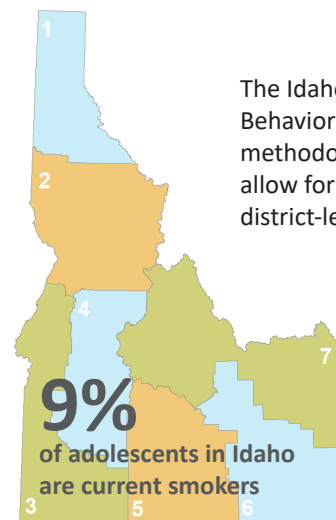 1
The Idaho
Behavior
methodo
allow for
district-le
2
4
7
9%
of adolescents in Idaho
are current smokers
3
5
6